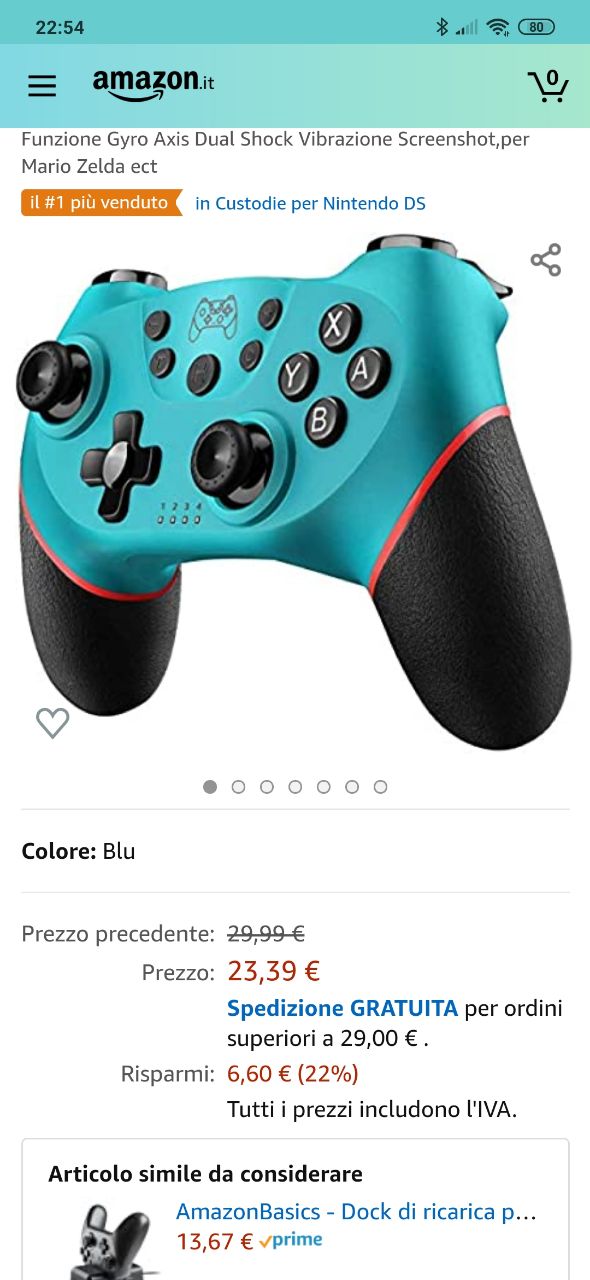 22:54
80
amazon.it
0
Funzione Gyro Axis Dual Shock Vibrazione Screenshot,per
Mario Zelda ect
il #1 più venduto in Custodie per Nintendo DS
X
Y A
B
1 2 3 4
Colore: Blu
Prezzo precedente: 29,99 €
Prezzo: 23,39 €
Spedizione GRATUITA per ordini
superiori a 29,00 € .
Risparmi: 6,60 € (22%)
Tutti i prezzi includono l'IVA.
Articolo simile da considerare
AmazonBasics - Dock di ricarica p...
13,67 € prime